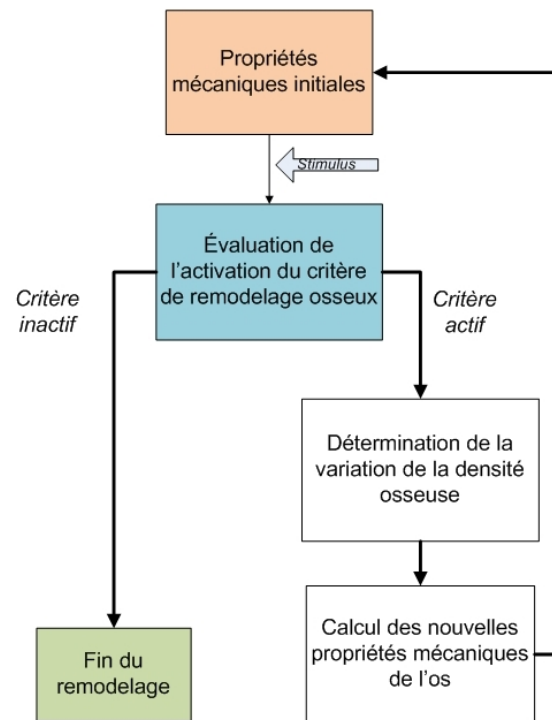 Propriétés
mécaniques initiales
Stimulus
Évaluation de
l’activation du critère
de remodelage osseux
Critère
inactif
Critère
actif
Détermination de la
variation de la densité
osseuse
Calcul des nouvelles
propriétés mécaniques
de l’os
Fin du
remodelage